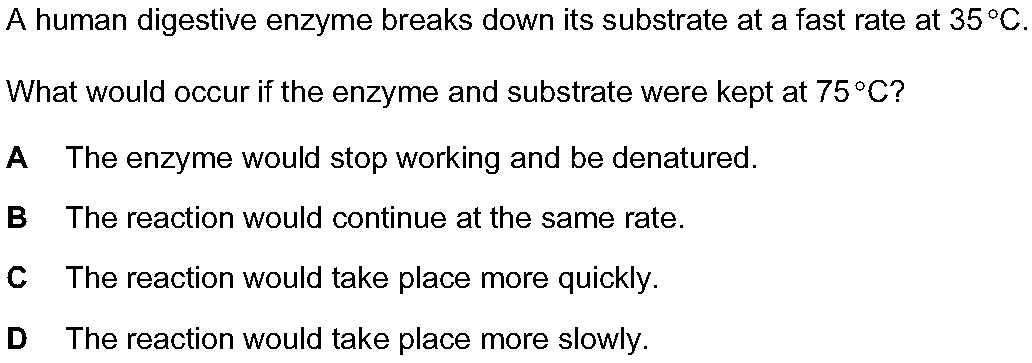 A human digestive enzyme breaks down its substrate at a fast rate at 35 °C.
What would occur if the enzyme and substrate were kept at 75 °C?
A The enzyme would stop working and be denatured.
B The reaction would continue at the same rate.
C The reaction would take place more quickly.
D The reaction would take place more slowly.